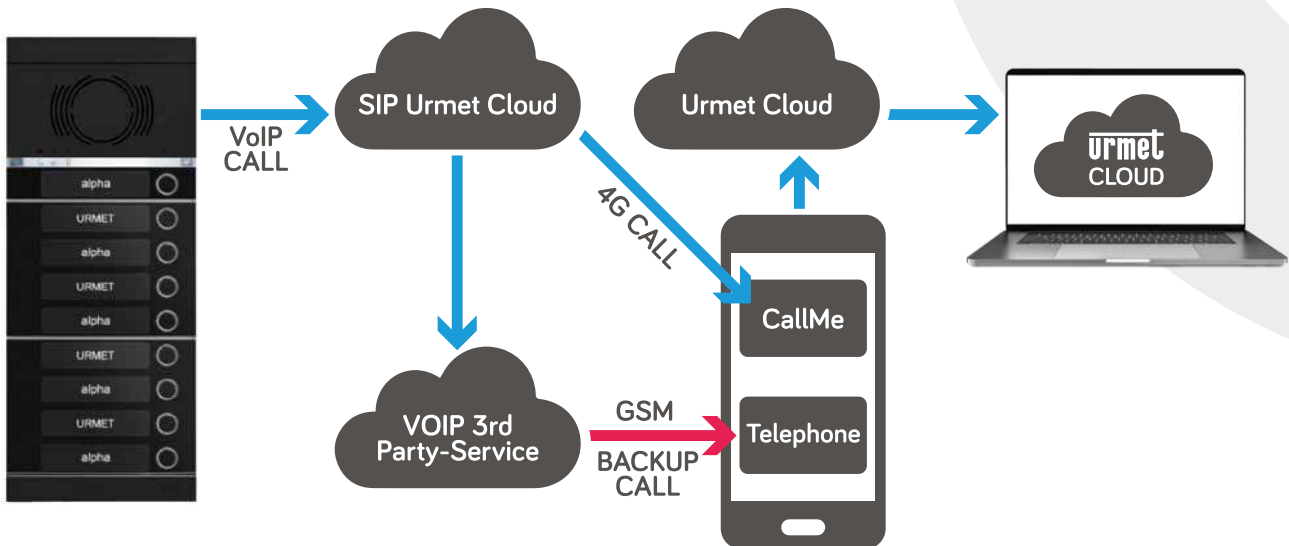 VoIP
CALL
SIP Urmet Cloud
Urmet Cloud
urmet
CLOUD
4G CALL
alpha
URMET
alpha
URMET
alpha
URMET
alpha
URMET
alpha
CallMe
VOIP 3rd
Party-Service
GSM
BACKUP
CALL
Telephone